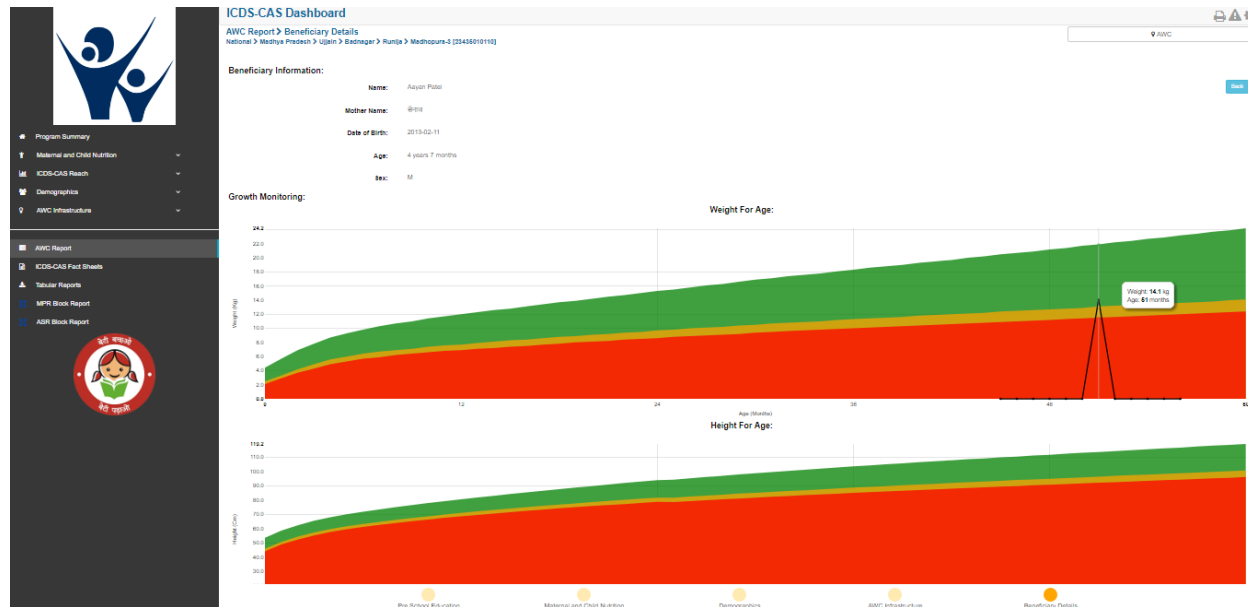 ICDS-CAS Dashboard
AWC Report > Beneficiary Details
National > Madhya Pradesh > Ujjain > Badnagar > Runija > Madhopura-3 [23435010110]
AWC
Beneficiary Information:
Name: Aayan Patel
Back
Mother Name:
Date of Birth: 2013-02-11
Age: 4 years 7 months
Sex: M
Program Summary
Maternal and Child Nutrition
ICDS-CAS Reach
Demographics
AWC Infrastructure
AWC Report
ICDS-CAS Fact Sheets
Tabular Reports
MPR Block Report
ASR Block Report
बेटी बचाओ
बेटी पढ़ाओ
Growth Monitoring:
Weight For Age:
24.2
22.0
20.0
18.0
16.0
14.0
12.0
10.0
8.0
6.0
4.0
2.0
0.0
Weight (Kg)
Weight: 14.1 kg
Age: 51 months
0 12 24 36 48 60
Age (Months)
Height For Age:
119.2
110.0
100.0
90.0
80.0
70.0
60.0
50.0
40.0
30.0
Height (Cm)
Pre School Education Maternal and Child Nutrition Demographics AWC Infrastructure Beneficiary Details